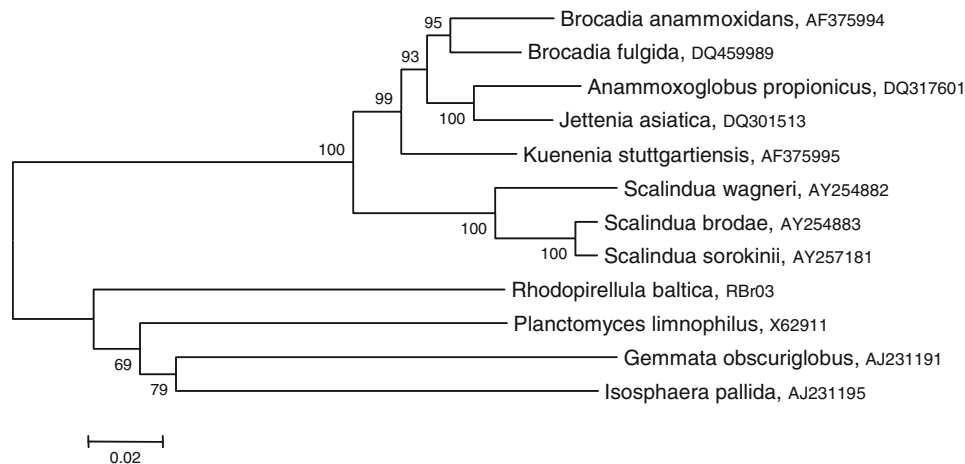 95
Brocadia anammoxidans, AF375994
Brocadia fulgida, DQ459989
93
Anammoxoglobus propionicus, DQ317601
99
100
Jettenia asiatica, DQ301513
100
Kuenenia stuttgartiensis, AF375995
Scalindua wagneri, AY254882
100
Scalindua brodae, AY254883
100
Scalindua sorokinii, AY257181
Rhodopirellula baltica, RBr03
Planctomyces limnophilus, X62911
69
Gemmata obscuriglobus, AJ231191
79
Isosphaera pallida, AJ231195
0.02